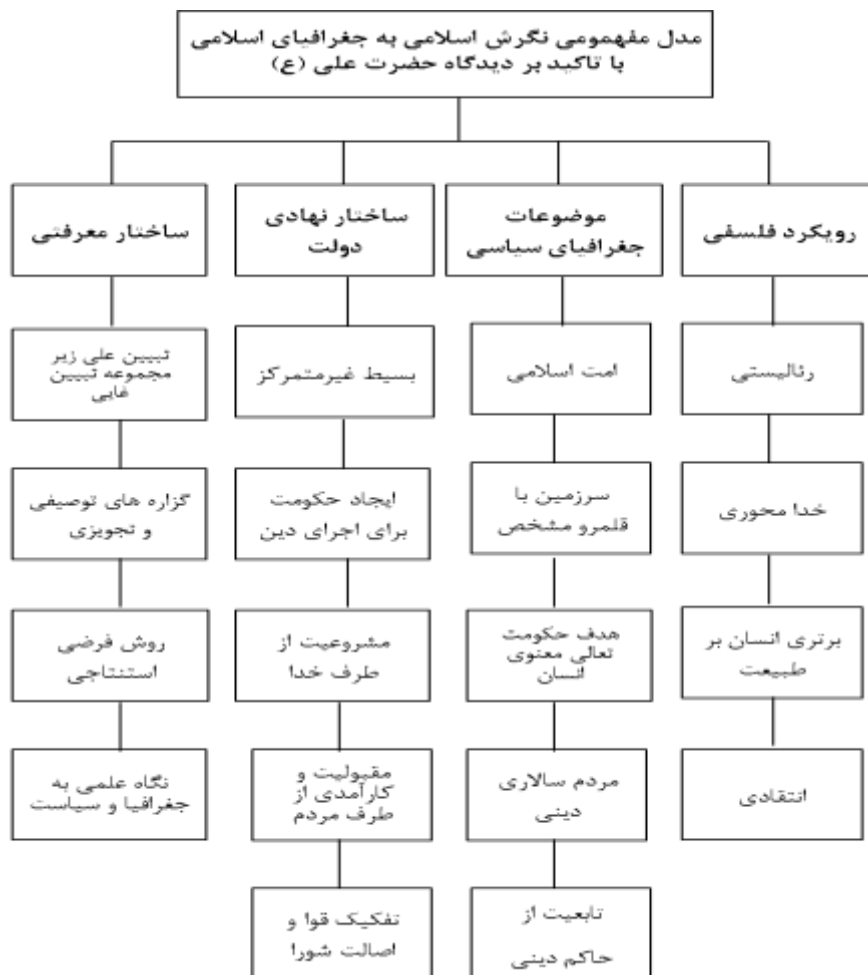 مدل مفهمومی نگرش اسلامی به جغرافیای اسلامی
با تاکید بر دیدگاه حضرت علی (ع)
رویکرد فلسفی
رئالیستی
خدا محوری
برتری انسان بر
طبیعت
انتقادی
موضوعات
جغرافیای سیاسی
امت اسلامی
سرزمین با
قلمرو مشخص
هدف حکومت
تعالی معنوی
انسان
مردم سالاری
دینی
تابعیت از
حاکم دینی
ساختار نهادی
دولت
بسیط غیرمتمرکز
ایجاد حکومت
برای اجرای دین
مشروعیت از
طرف خدا
مقبولیت و
کارآمدی از
طرف مردم
تفکیک قوا و
اصالت شورا
ساختار معرفتی
تبیین علی زیر
مجموعه تبیین
غایی
گزاره های توصیفی
و تجویزی
روش فرضی
استنتاجی
نگاه علمی به
جغرافیا و سیاست